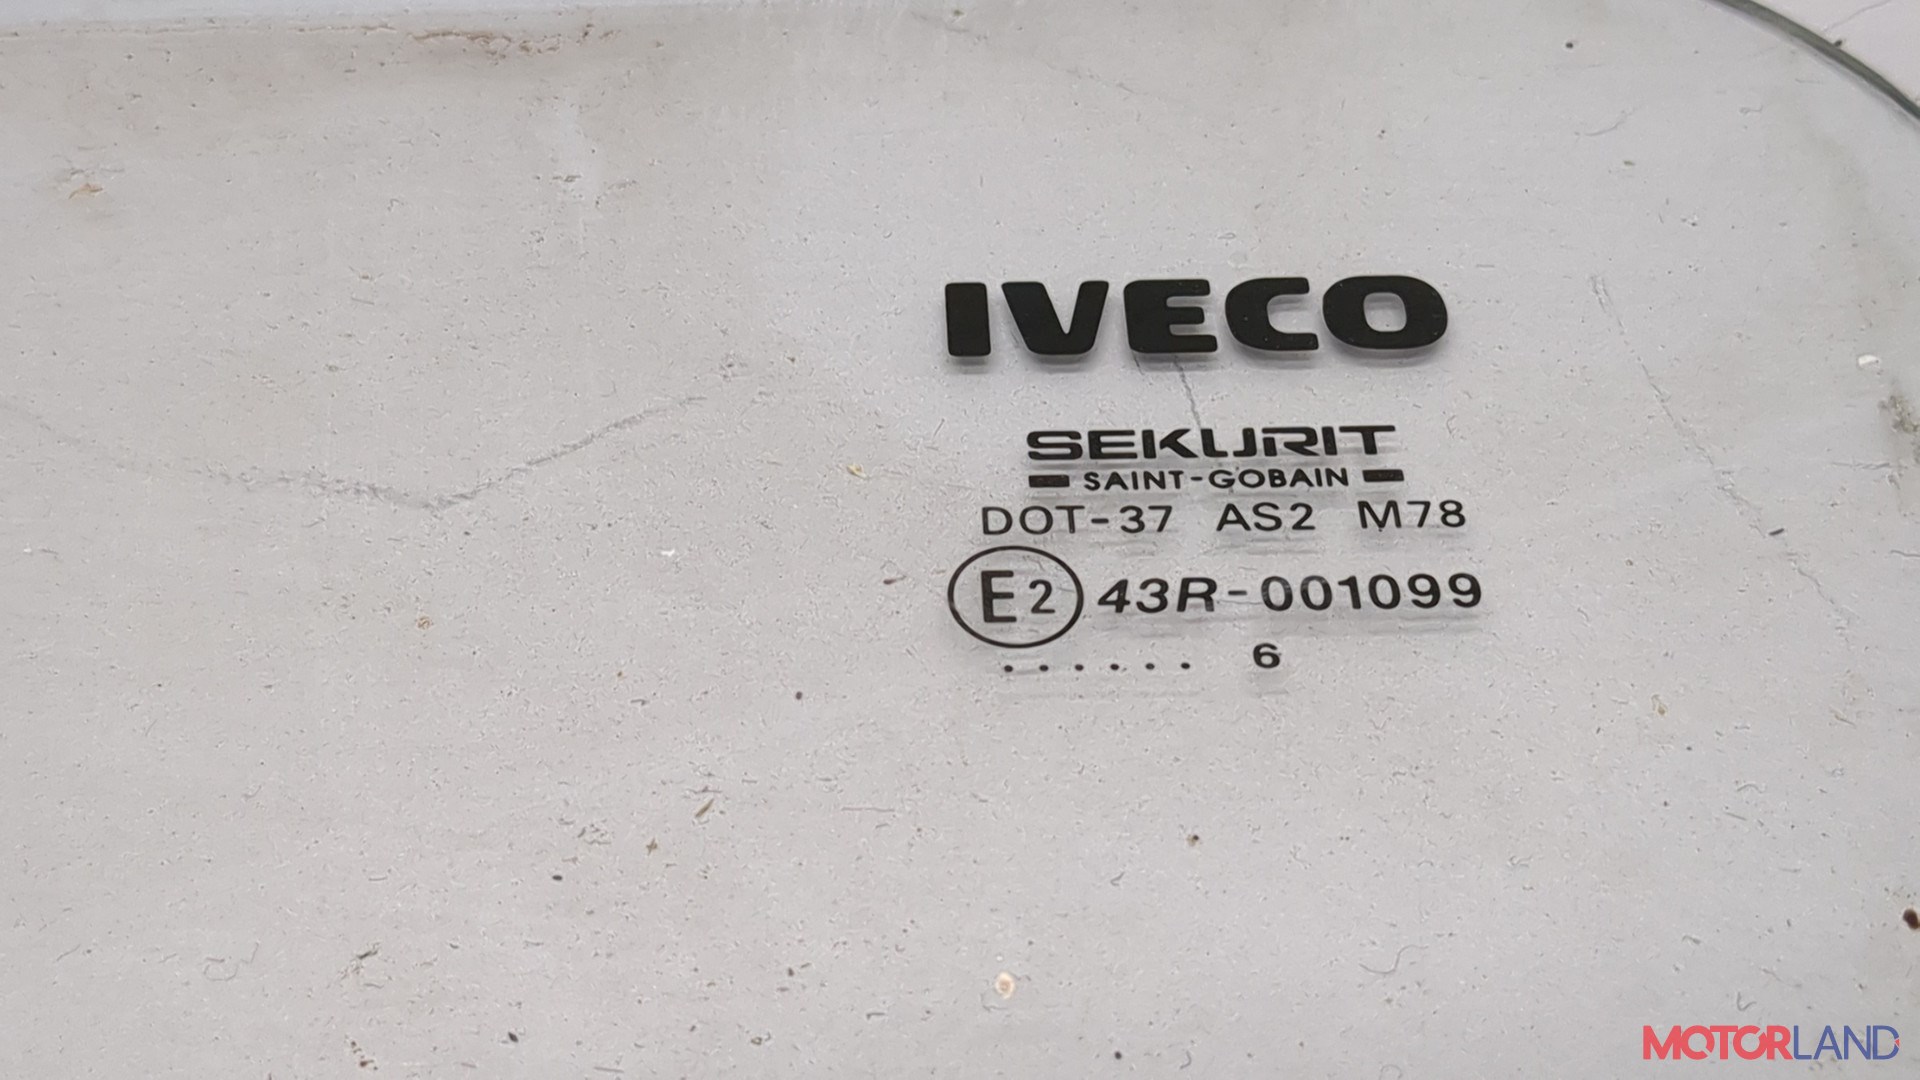 IVECO
SEKURIT
SAINT-GOBAIN
DOT-37 AS2 M78
E2 43R-001099
. . . . . . 6
MOTORLAND